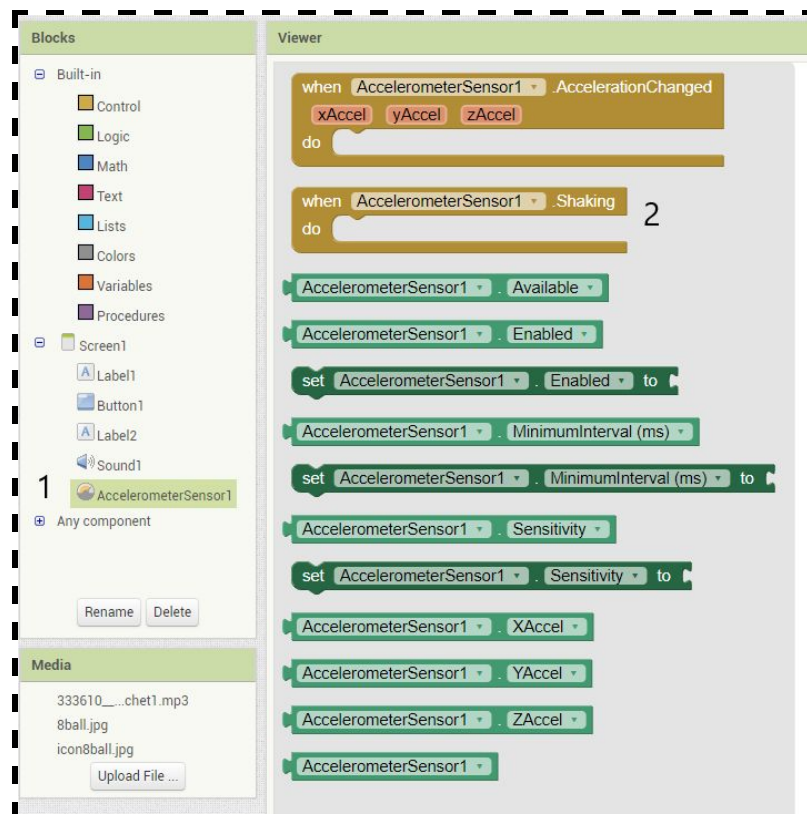 Blocks
Built-in
Control
Logic
Math
Text
Lists
Colors
Variables
Procedures
Screen1
Label1
Button1
Label2
Sound1
1
AccelerometerSensor1
Any component
Rename Delete
Media
333610__...chet1.mp3
8ball.jpg
icon8ball.jpg
Upload File ...
Viewer
when AccelerometerSensor1 .AccelerationChanged
xAccel yAccel zAccel
do
when AccelerometerSensor1 .Shaking
2
do
AccelerometerSensor1 . Available
AccelerometerSensor1 . Enabled
set AccelerometerSensor1 . Enabled to
AccelerometerSensor1 . MinimumInterval (ms)
set AccelerometerSensor1 . MinimumInterval (ms) to
AccelerometerSensor1 . Sensitivity
set AccelerometerSensor1 . Sensitivity to
AccelerometerSensor1 . XAccel
AccelerometerSensor1 . YAccel
AccelerometerSensor1 . ZAccel
AccelerometerSensor1